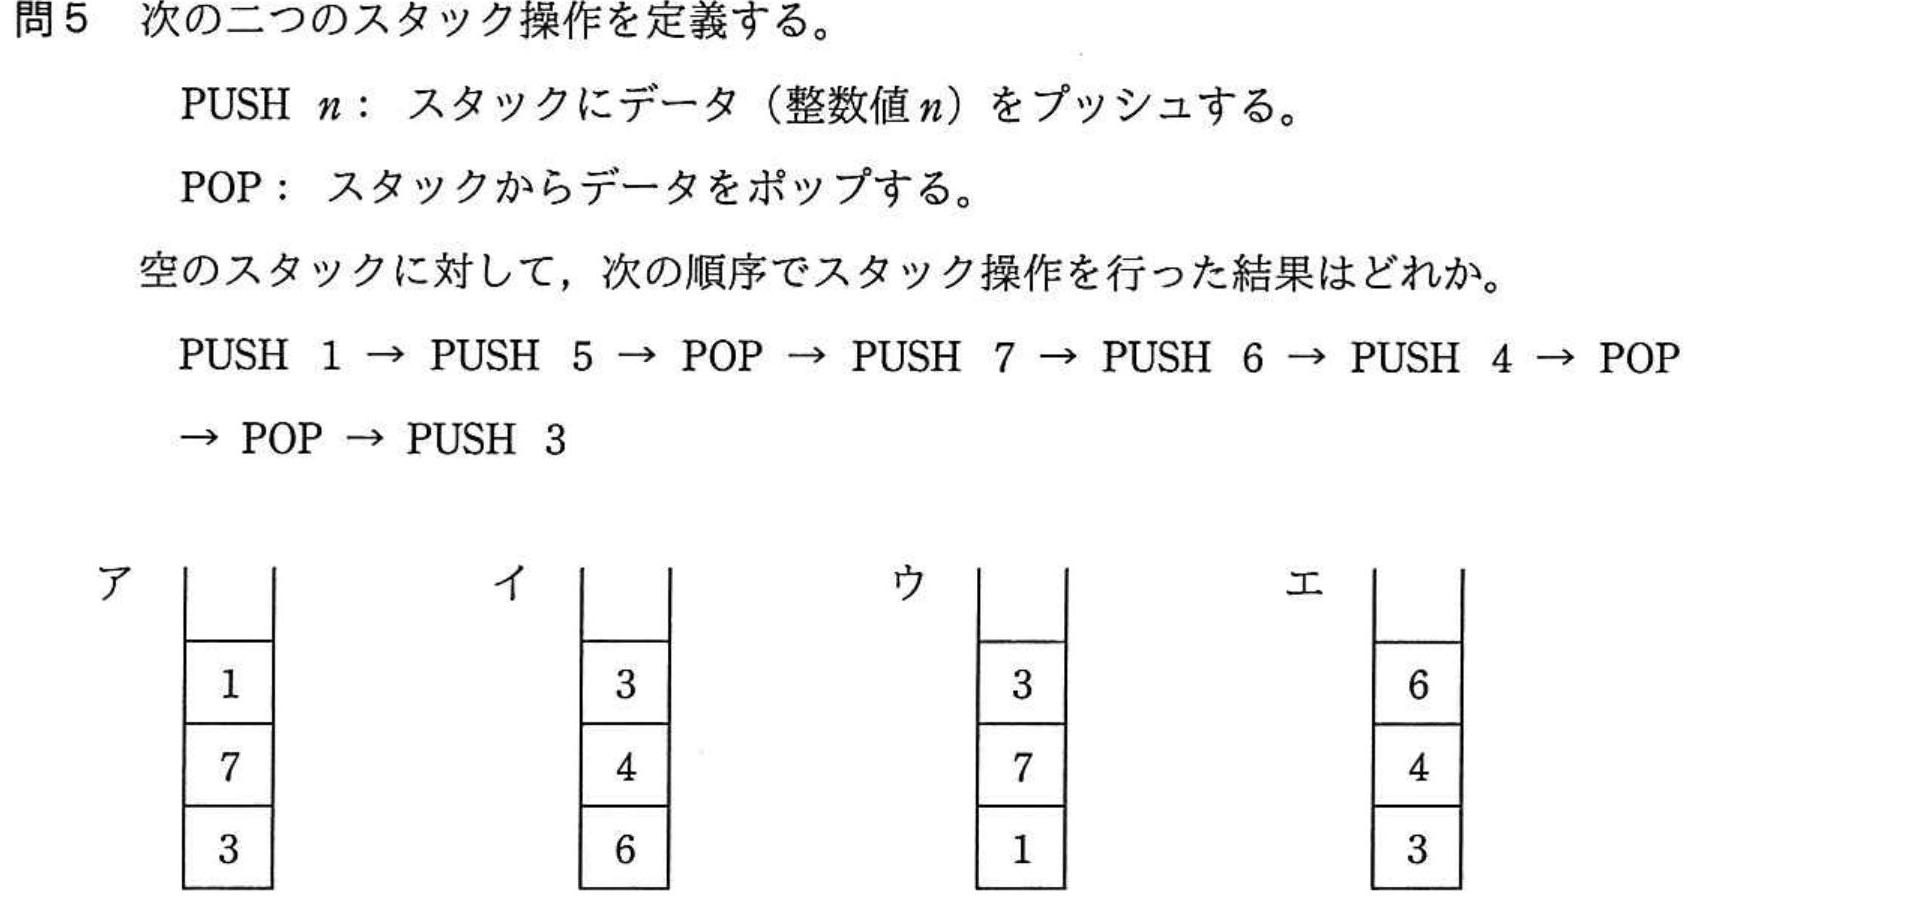 問5 次の二つのスタック操作を定義する。
PUSH n： スタックにデータ（整数値 n）をプッシュする。
POP： スタックからデータをポップする。
空のスタックに対して，次の順序でスタック操作を行った結果はどれか。
PUSH 1 → PUSH 5 → POP → PUSH 7 → PUSH 6 → PUSH 4 → POP
→ POP → PUSH 3
ア イ ウ エ
1 3 3 6
7 4 7 4
3 6 1 3